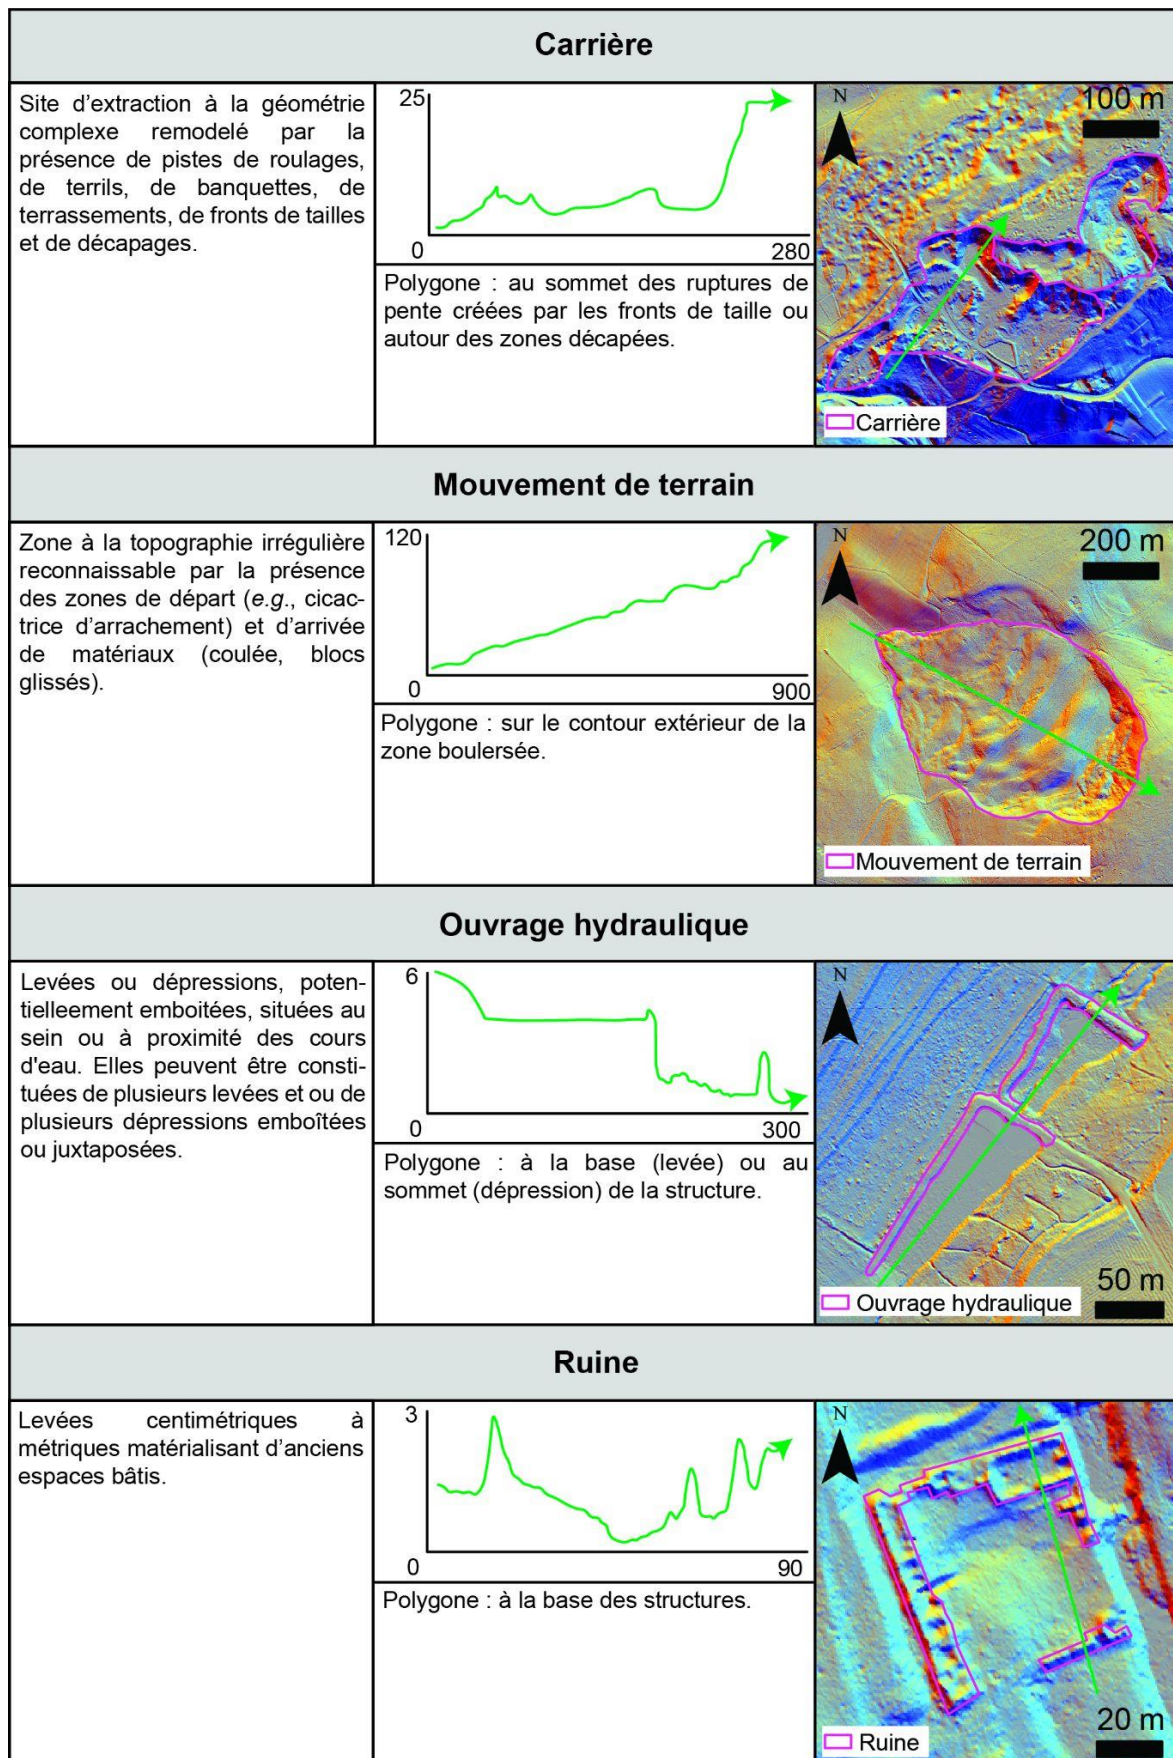 Carrière
Site d'extraction à la géométrie
complexe remodelé par la
présence de pistes de roulages,
de terrils, de banquettes, de
terrassements, de fronts de tailles
et de décapages.
25
0
280
Polygone : au sommet des ruptures de
pente créées par les fronts de taille ou
autour des zones décapées.
N
100 m
Carrière
Mouvement de terrain
Zone à la topographie irrégulière
reconnaissable par la présence
des zones de départ (e.g., cicac-
trice d'arrachement) et d'arrivée
de matériaux (coulée, blocs
glissés).
120
0
900
Polygone : sur le contour extérieur de la
zone boulersée.
N
200 m
Mouvement de terrain
Ouvrage hydraulique
Levées ou dépressions, poten-
tielleement emboitées, situées au
sein ou à proximité des cours
d'eau. Elles peuvent être consti-
tuées de plusieurs levées et ou de
plusieurs dépressions emboîtées
ou juxtaposées.
6
0
300
Polygone : à la base (levée) ou au
sommet (dépression) de la structure.
N
50 m
Ouvrage hydraulique
Ruine
Levées centimétriques à
métriques matérialisant d'anciens
espaces bâtis.
3
0
90
Polygone : à la base des structures.
N
20 m
Ruine